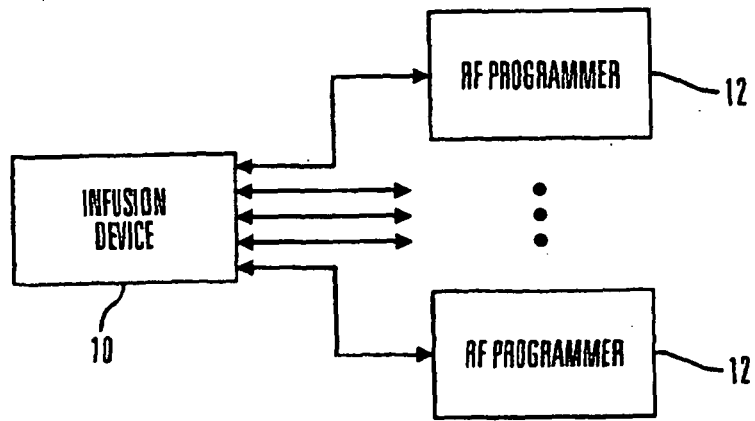 RF PROGRAMMER
12
INFUSION
DEVICE
10
RF PROGRAMMER
12